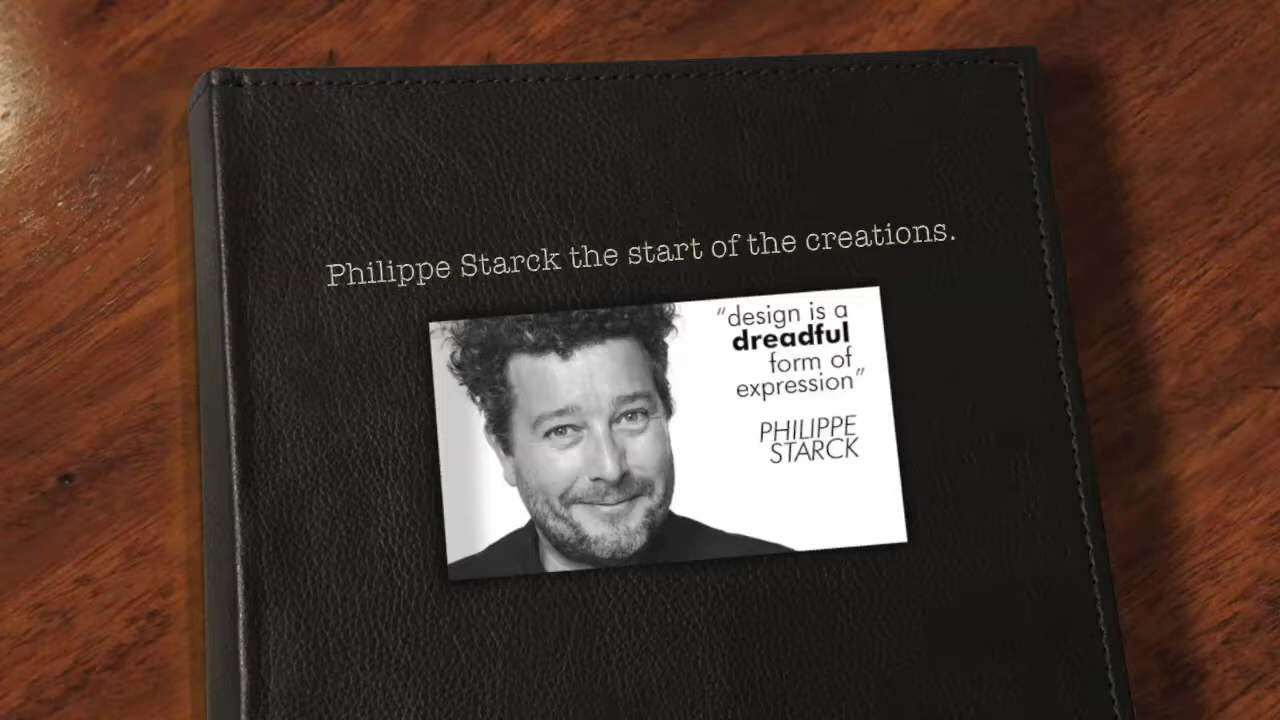 Philippe Starck the start of the creations.
“design is a
dreadful
form of
expression”
PHILIPPE
STARCK